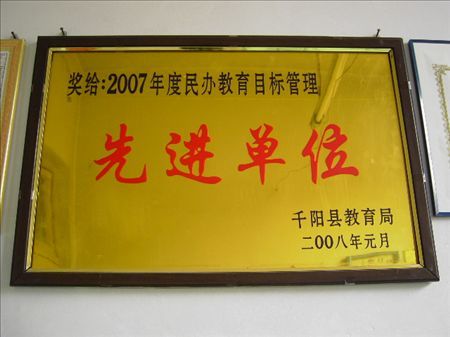 奖给:2007年度民办教育目标管理
先进单位
千阳县教育局
二00八年元月